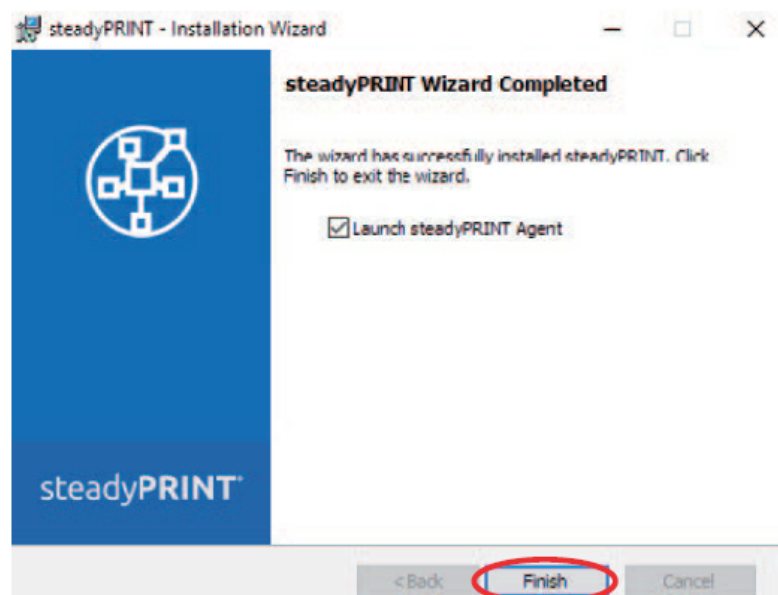 steadyPRINT - Installation Wizard
steadyPRINT Wizard Completed
The wizard has successfully installed steadyPRINT. Click
Finish to exit the wizard.
Launch steadyPRINT Agent
steadyPRINT
< Back Finish Cancel